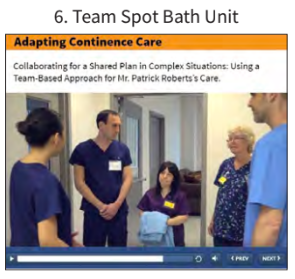 6. Team Spot Bath Unit
Adapting Continence Care
Collaborating for a Shared Plan in Complex Situations: Using a
Team-Based Approach for Mr. Patrick Roberts's Care.
PREV
NEXT